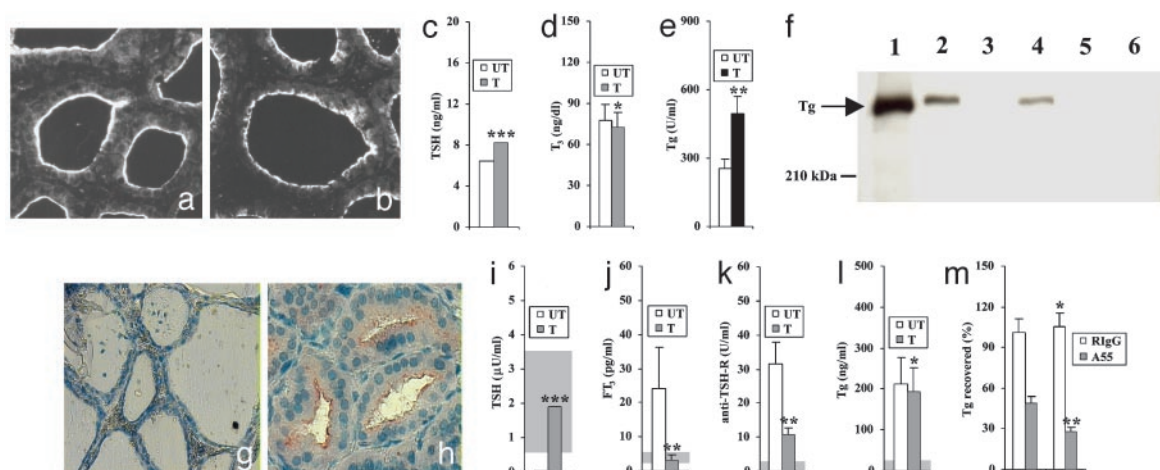 a
b
c
TSH (ng/ml)
20
16
12
8
4
0
UT
T
***
d
T3 (ng/dl)
150
120
90
60
30
0
UT
T
*
e
Tg (U/ml)
900
600
300
0
UT
T
**
f
1 2 3 4 5 6
Tg
210 kDa
g
h
i
TSH (µU/ml)
6
5
4
3
2
1
0
UT
T
***
j
FT3 (pg/ml)
60
50
40
30
20
10
0
UT
T
**
k
anti-TSH-R (U/ml)
60
50
40
30
20
10
0
UT
T
**
l
Tg (ng/ml)
500
400
300
200
100
0
UT
T
*
m
Tg recovered (%)
150
120
90
60
30
0
RIgG
A55
*
**